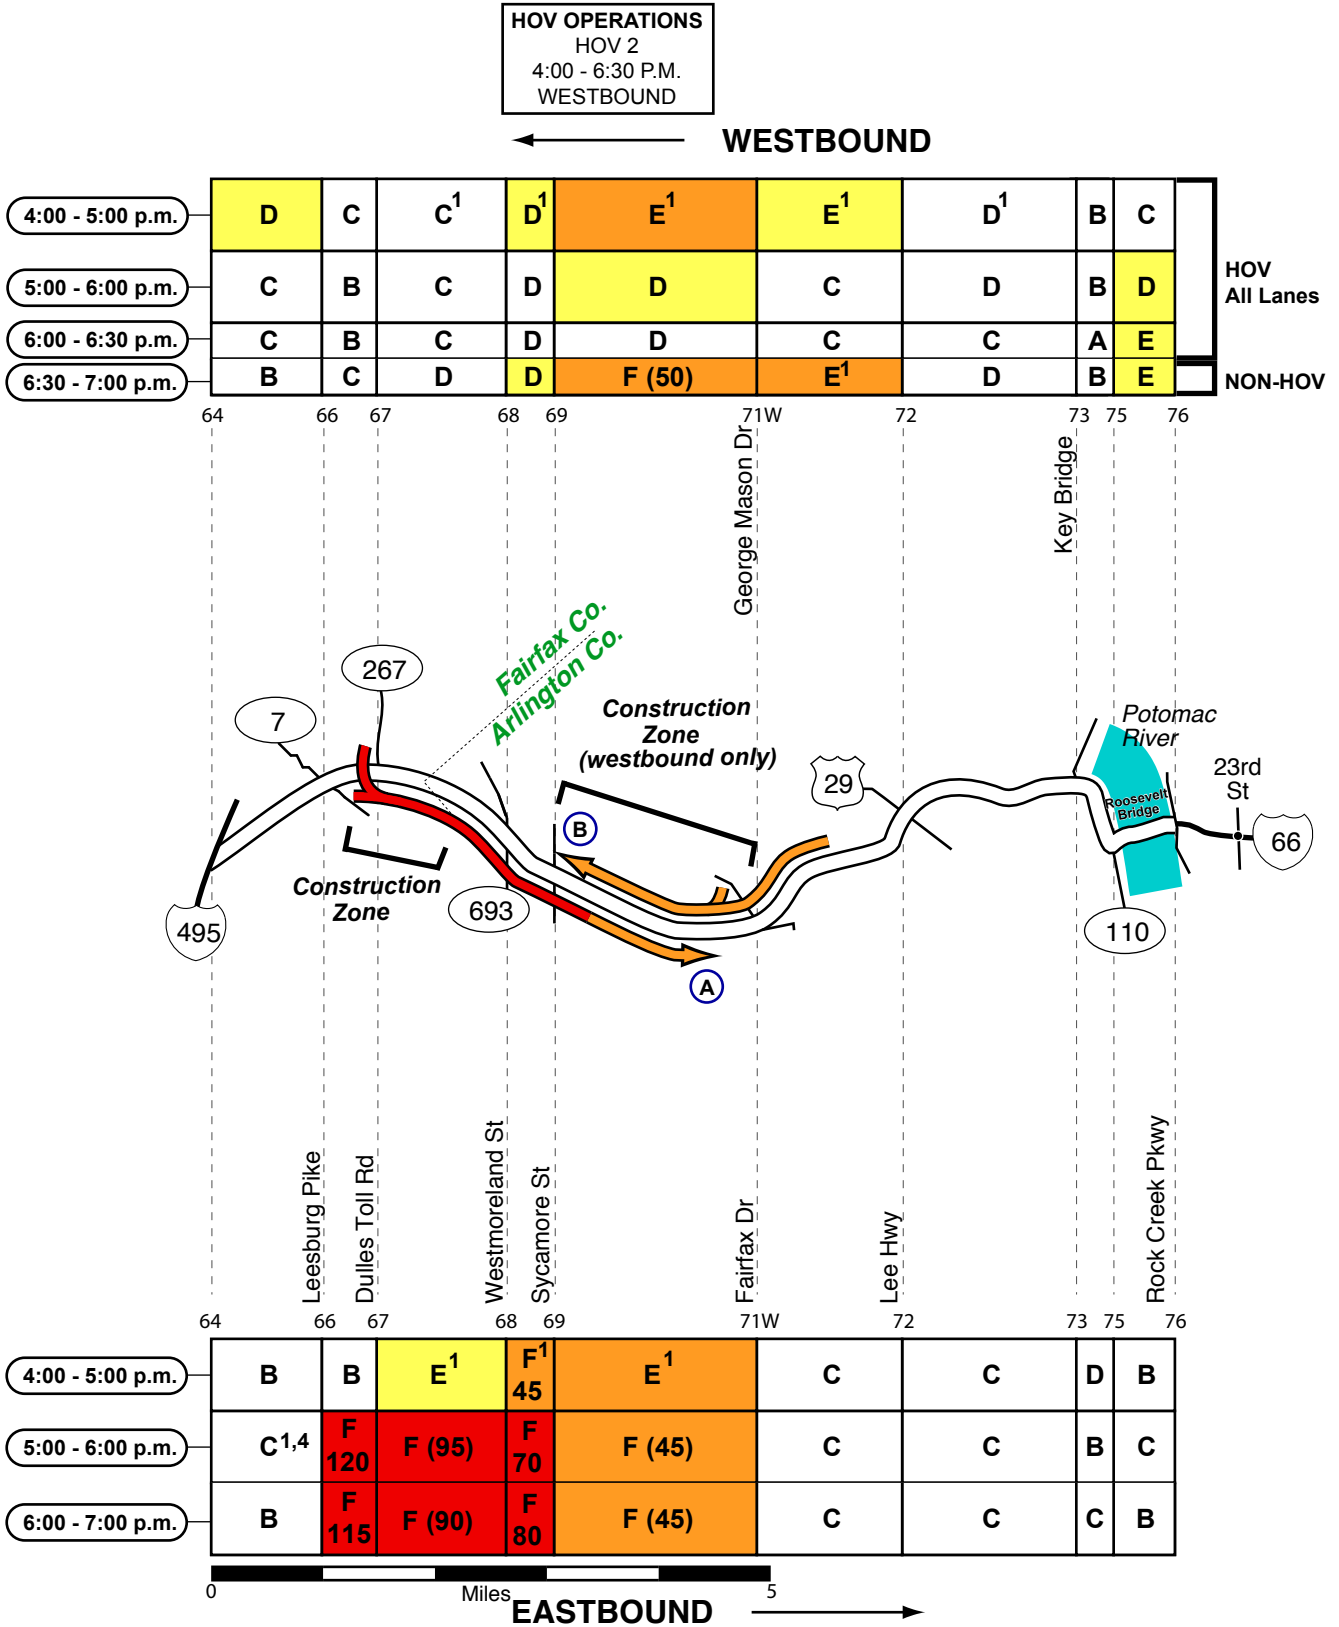 HOV OPERATIONS
HOV 2
4:00 - 6:30 P.M.
WESTBOUND
WESTBOUND
4:00 - 5:00 p.m. D C C1 D1 E1 E1 D1 B C
5:00 - 6:00 p.m. C B C D D C D B D
HOV
All Lanes
6:00 - 6:30 p.m. C B C D D C C A E
6:30 - 7:00 p.m. B C D D F (50) E1 D B E
NON-HOV
64 66 67 68 69 71W 72 73 75 76
George Mason Dr
Key Bridge
Fairfax Co.
Arlington Co.
267
7
Construction
Zone
(westbound only)
Potomac
River
29
23rd
St
Roosevelt
Bridge
66
B
Construction
Zone
693
495
110
A
Leesburg Pike
Dulles Toll Rd
Westmoreland St
Sycamore St
Fairfax Dr
Lee Hwy
Rock Creek Pkwy
64 66 67 68 69 71W 72 73 75 76
4:00 - 5:00 p.m. B B E1 F1 45 E1 C C D B
5:00 - 6:00 p.m. C1,4 F 120 F (95) F 70 F (45) C C B C
6:00 - 7:00 p.m. B F 115 F (90) F 80 F (45) C C C B
0 Miles 5
EASTBOUND